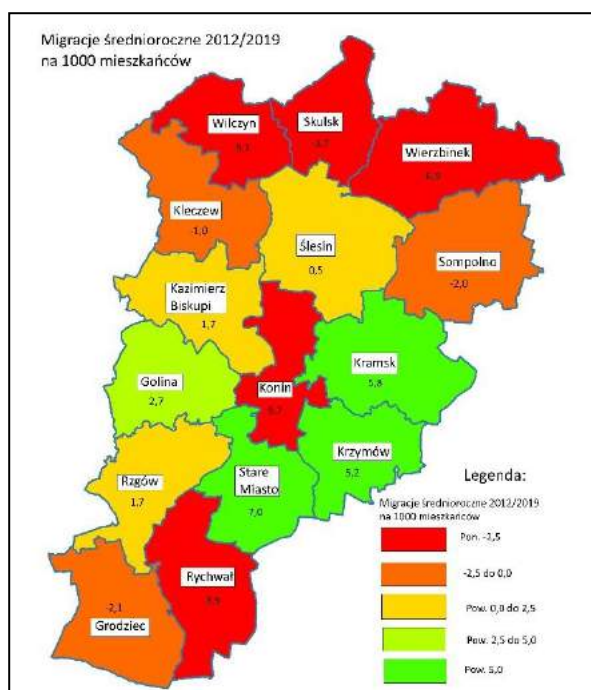 Migracje średnioroczne 2012/2019
na 1000 mieszkańców
Wilczyn
Skulsk
Wierzbinek
Kleczew
-1,0
Ślesin
0,5
Sompolno
-2,0
Kazimierz
Biskupi
1,7
Golina
2,7
Konin
Kramsk
5,8
Krzymów
5,2
Stare
Miasto
7,0
Rzgów
1,7
Rychwał
-2,1
Grodziec
Legenda:
Migracje średnioroczne 2012/2019
na 1000 mieszkańców
Pon. -2,5
-2,5 do 0,0
Pow. 0,0 do 2,5
Pow. 2,5 do 5,0
Pow. 5,0